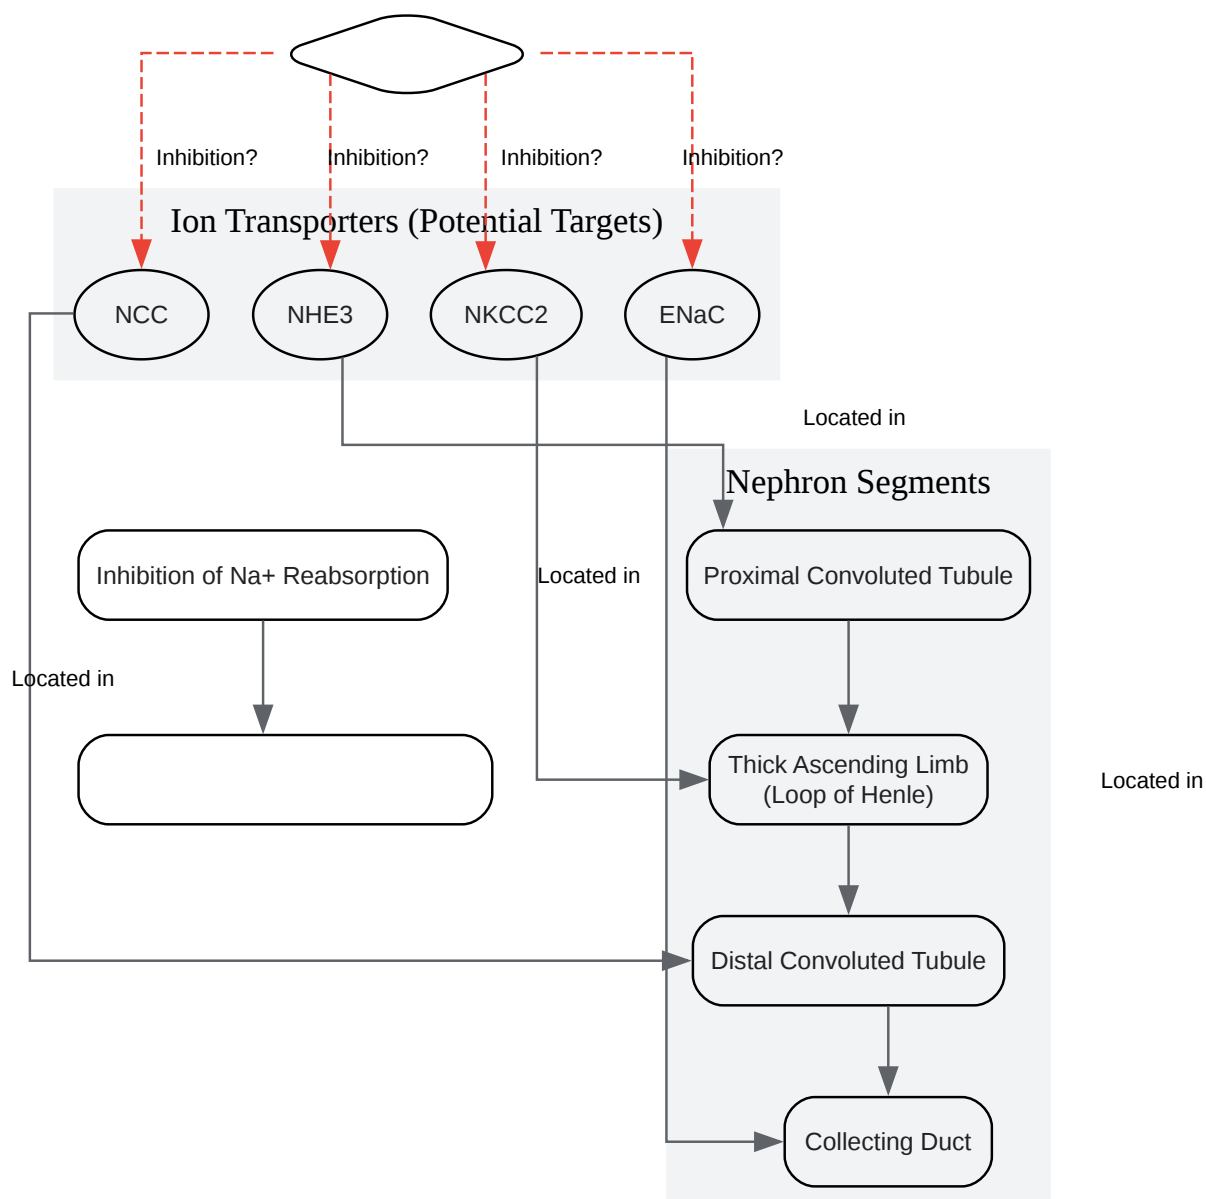 Inhibition?
Inhibition?
Inhibition?
Inhibition?
Ion Transporters (Potential Targets)
NCC
NHE3
NKCC2
ENaC
Located in
Nephron Segments
Inhibition of Na+ Reabsorption
Located in
Proximal Convoluted Tubule
Located in
Thick Ascending Limb
(Loop of Henle)
Located in
Distal Convoluted Tubule
Collecting Duct